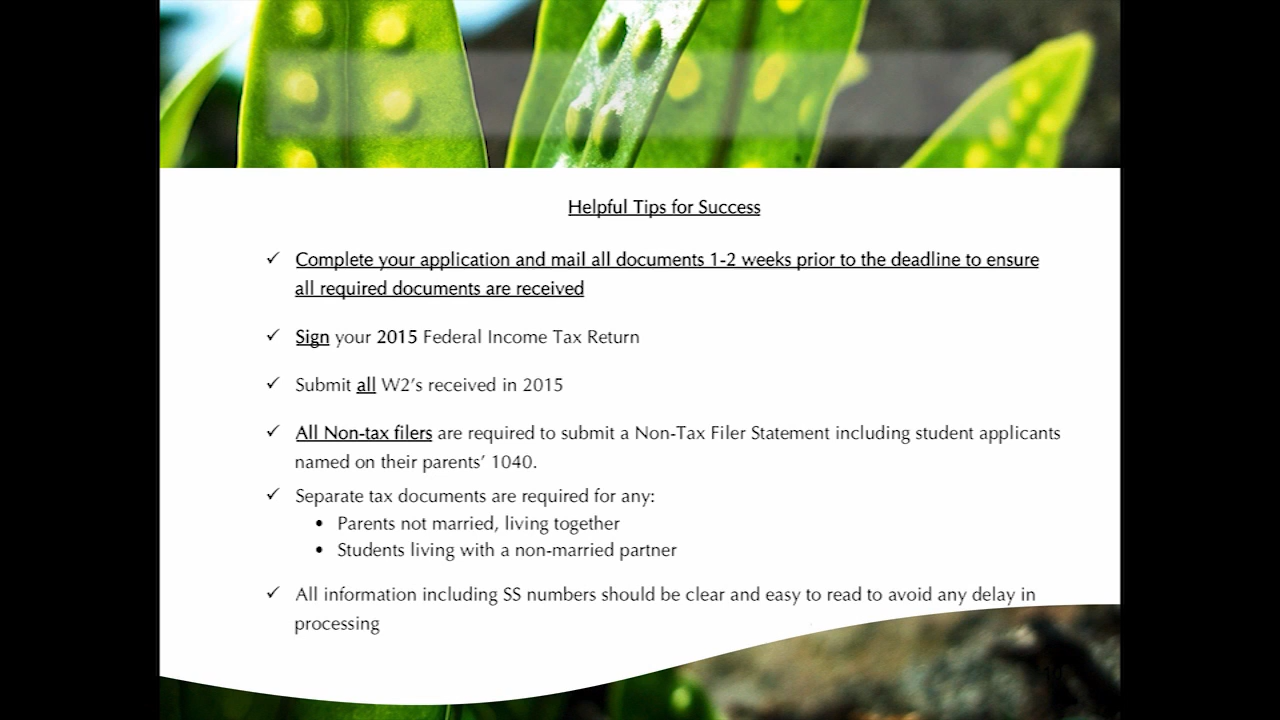 Helpful Tips for Success
✓ Complete your application and mail all documents 1-2 weeks prior to the deadline to ensure
all required documents are received
✓ Sign your 2015 Federal Income Tax Return
✓ Submit all W2’s received in 2015
✓ All Non-tax filers are required to submit a Non-Tax Filer Statement including student applicants
named on their parents’ 1040.
✓ Separate tax documents are required for any:
• Parents not married, living together
• Students living with a non-married partner
✓ All information including SS numbers should be clear and easy to read to avoid any delay in
processing